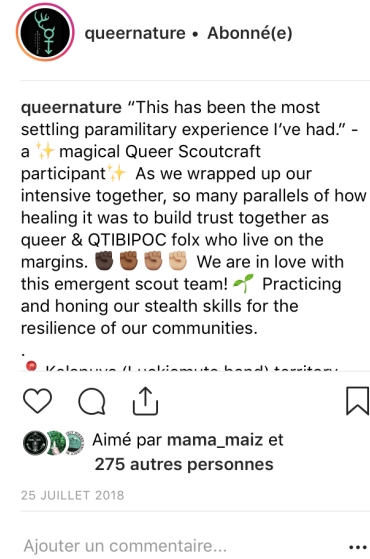 queernature • Abonné(e)
queernature “This has been the most
settling paramilitary experience I’ve had.” -
a ✨ magical Queer Scoutcraft
participant✨ As we wrapped up our
intensive together, so many parallels of how
healing it was to build trust together as
queer & QTIBIPOC folx who live on the
margins. ✊🏿✊🏾✊🏽✊🏼 We are in love with
this emergent scout team! 🌱 Practicing
and honing our stealth skills for the
resilience of our communities.
.
📍 Kalapuya (Luckiamute band) territory
Aimé par mama_maiz et
275 autres personnes
25 JUILLET 2018
Ajouter un commentaire...